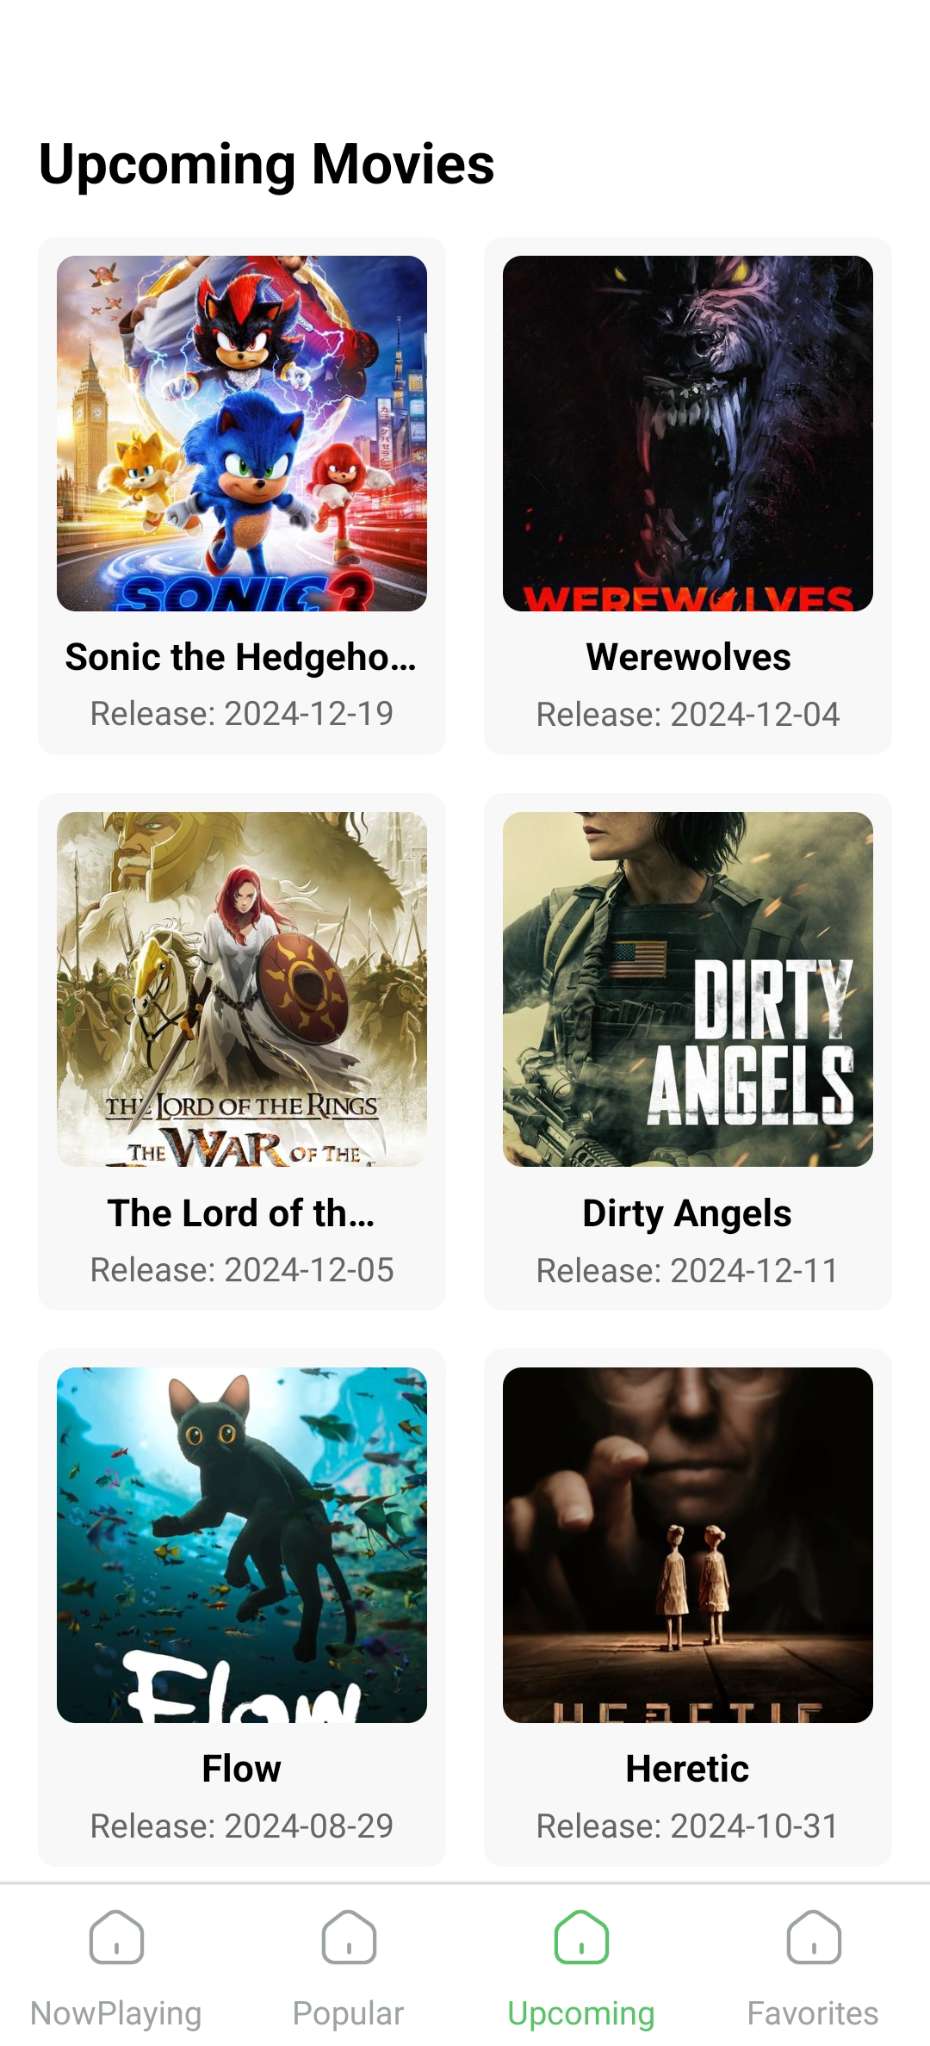 Upcoming Movies
SONIC 3
WEREWOLVES
Sonic the Hedgeho...
Werewolves
Release: 2024-12-19
Release: 2024-12-04
THE LORD OF THE RINGS
THE WAR OF THE
DIRTY
ANGELS
The Lord of th...
Dirty Angels
Release: 2024-12-05
Release: 2024-12-11
Flow
HERETIC
Flow
Heretic
Release: 2024-08-29
Release: 2024-10-31
NowPlaying
Popular
Upcoming
Favorites